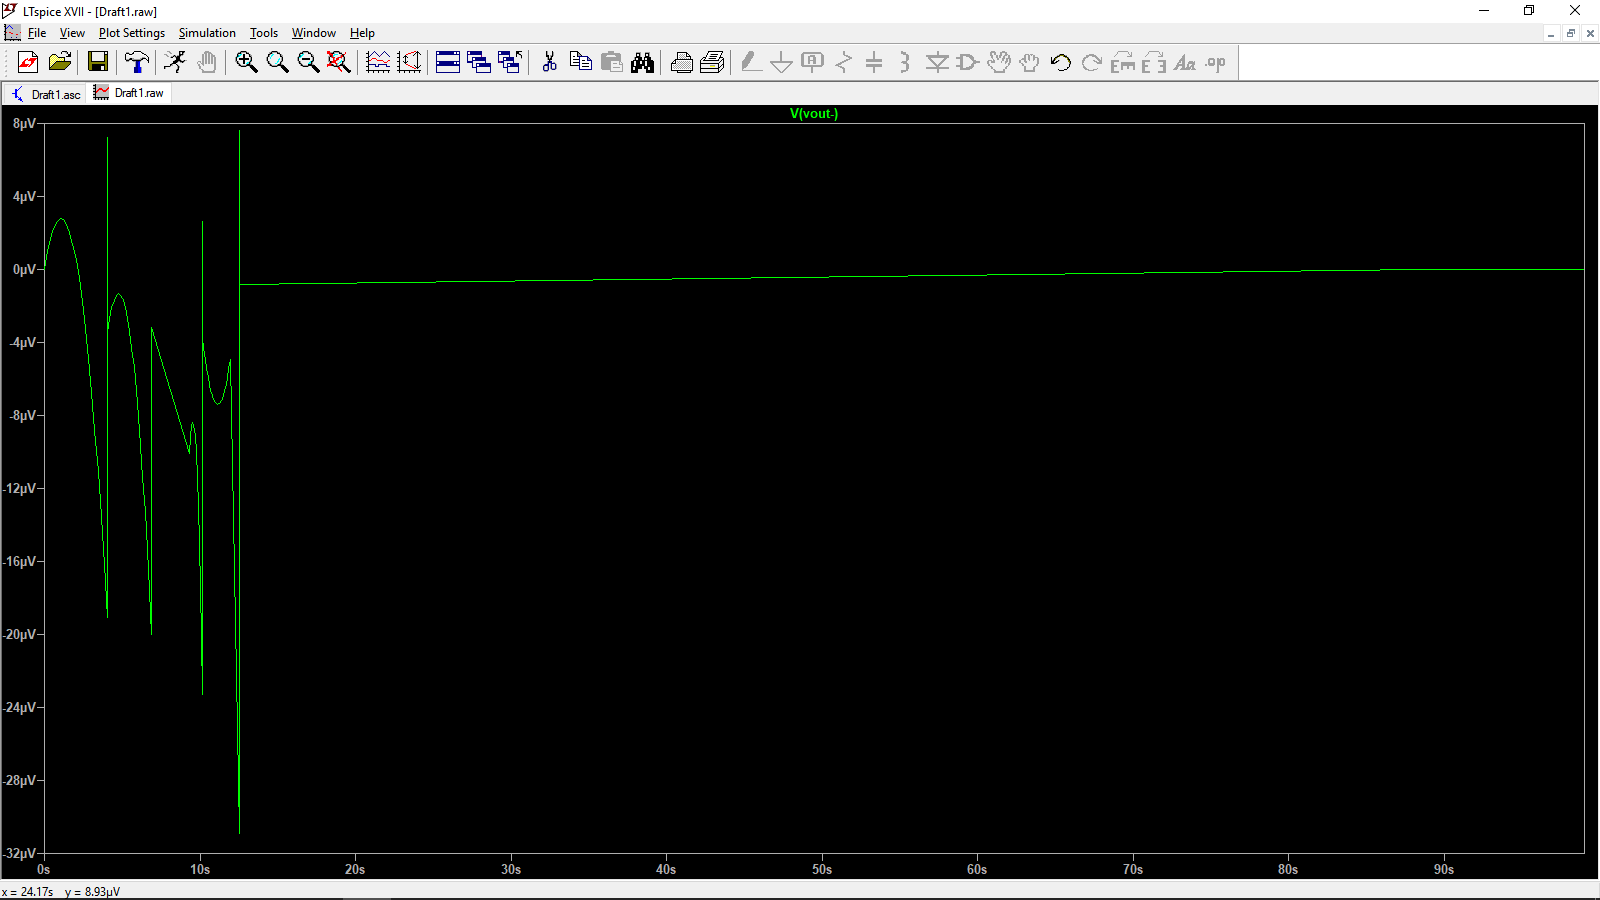 LTspice XVII - [Draft1.raw]
File View Plot Settings Simulation Tools Window Help
Draft1.asc Draft1.raw
V(vout-)
8µV
4µV
0µV
-4µV
-8µV
-12µV
-16µV
-20µV
-24µV
-28µV
-32µV
0s 10s 20s 30s 40s 50s 60s 70s 80s 90s
x = 24.17s y = 8.93µV